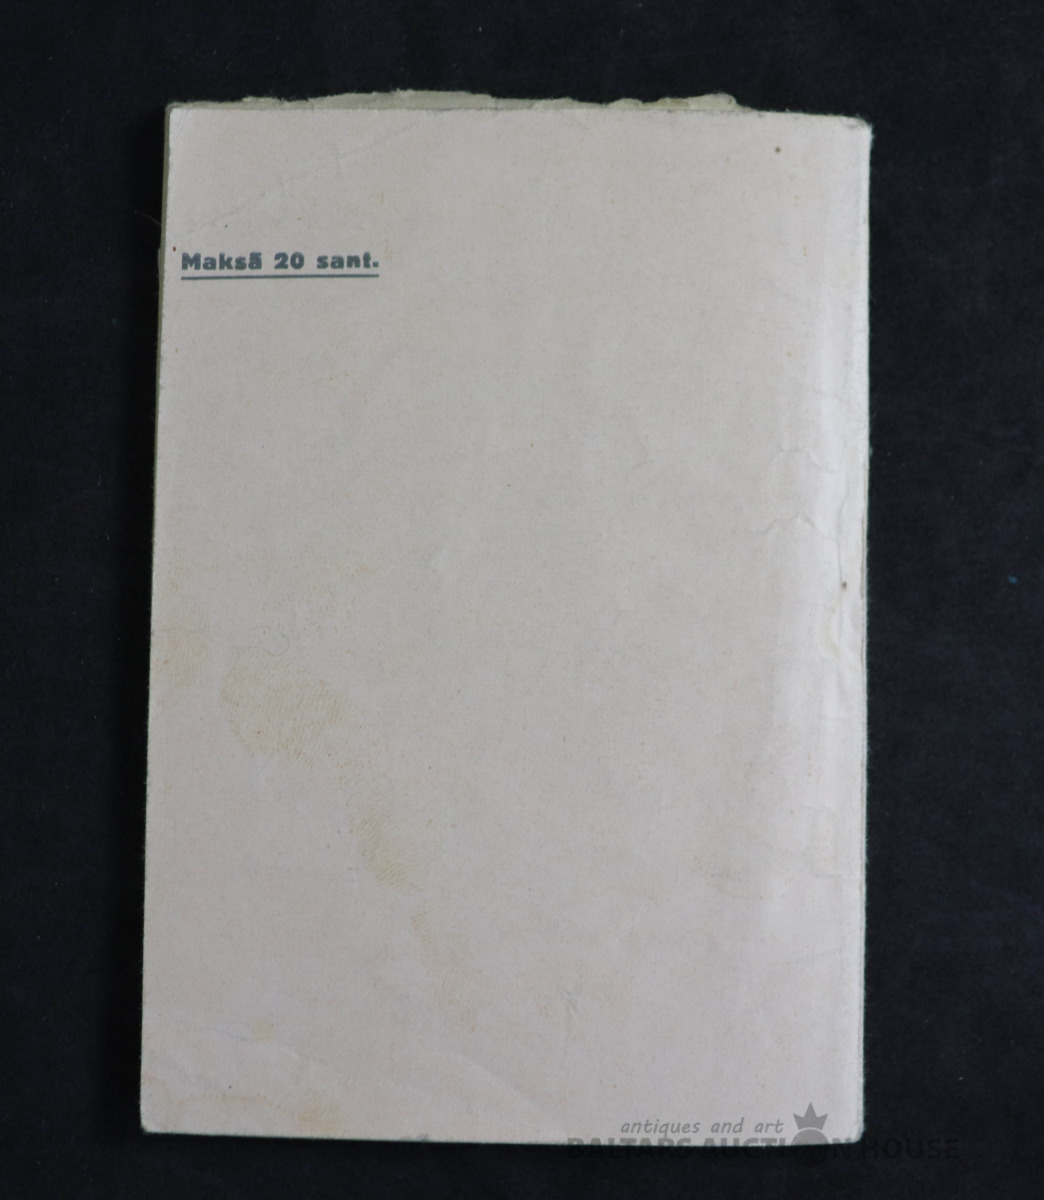 Maksā 20 sant.
antiques and art
BALTARS AUCTION HOUSE